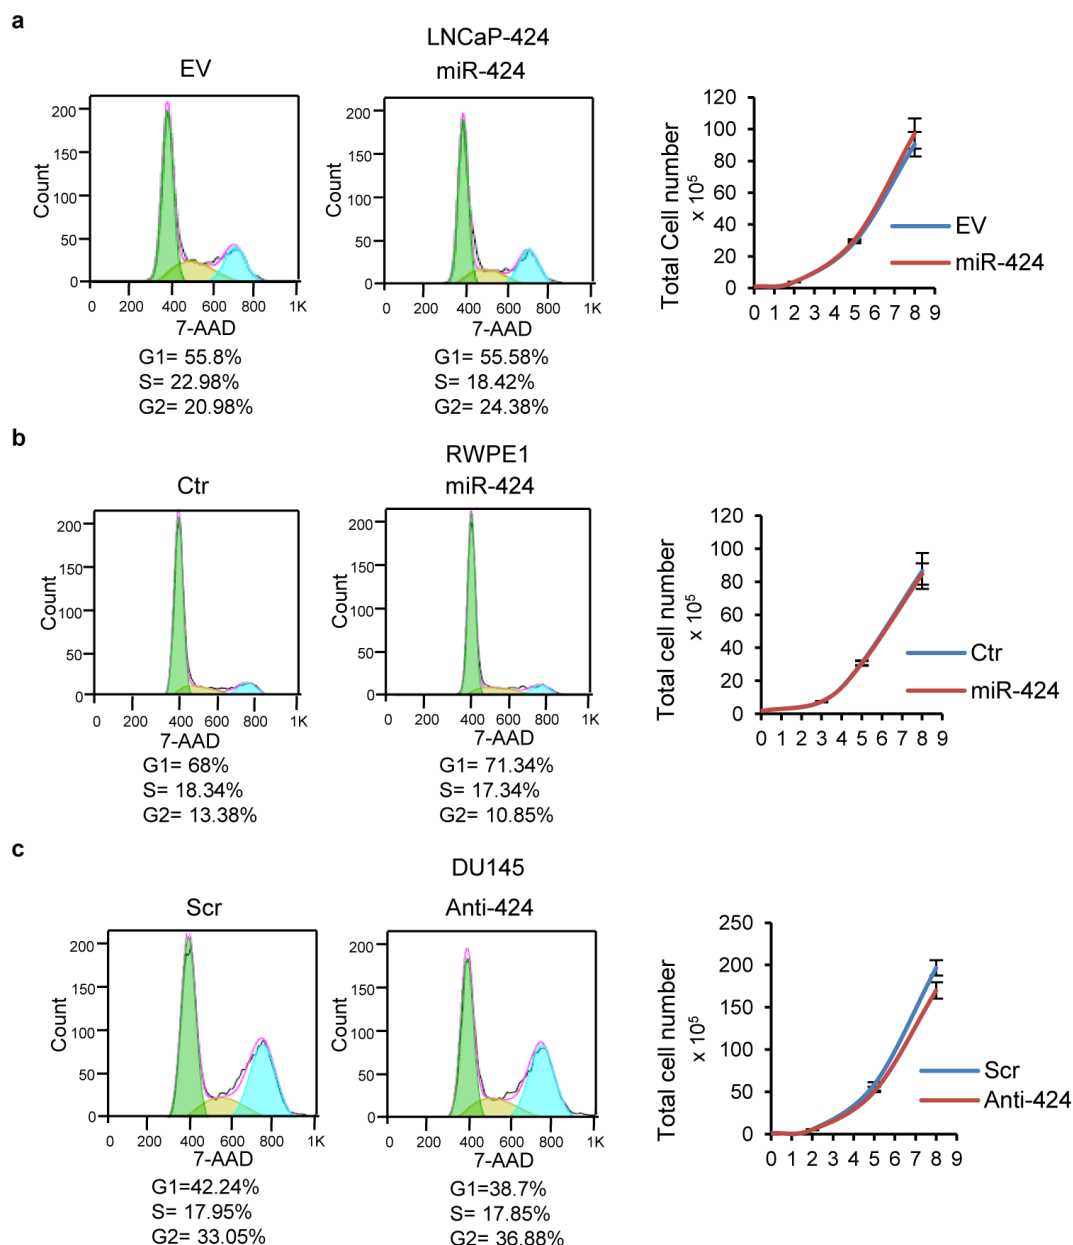 a
LNCaP-424
EV
miR-424
200
150
100
50
0
Count
0 200 400 600 800 1K
7-AAD
G1= 55.8%
S= 22.98%
G2= 20.98%
200
150
100
50
0
Count
0 200 400 600 800 1K
7-AAD
G1= 55.58%
S= 18.42%
G2= 24.38%
Total Cell number
x 10⁵
120
100
80
60
40
20
0
0 1 2 3 4 5 6 7 8 9
EV
miR-424
b
RWPE1
Ctr
miR-424
200
150
100
50
0
Count
0 200 400 600 800 1K
7-AAD
G1= 68%
S= 18.34%
G2= 13.38%
200
150
100
50
0
Count
0 200 400 600 800 1K
7-AAD
G1= 71.34%
S= 17.34%
G2= 10.85%
Total cell number
x 10⁵
120
100
80
60
40
20
0
0 1 2 3 4 5 6 7 8 9
Ctr
miR-424
c
DU145
Scr
Anti-424
200
150
100
50
0
Count
0 200 400 600 800 1K
7-AAD
G1=42.24%
S= 17.95%
G2= 33.05%
200
150
100
50
0
Count
0 200 400 600 800 1K
7-AAD
G1=38.7%
S= 17.85%
G2= 36.88%
Total cell number
x 10⁵
250
200
150
100
50
0
0 1 2 3 4 5 6 7 8 9
Scr
Anti-424